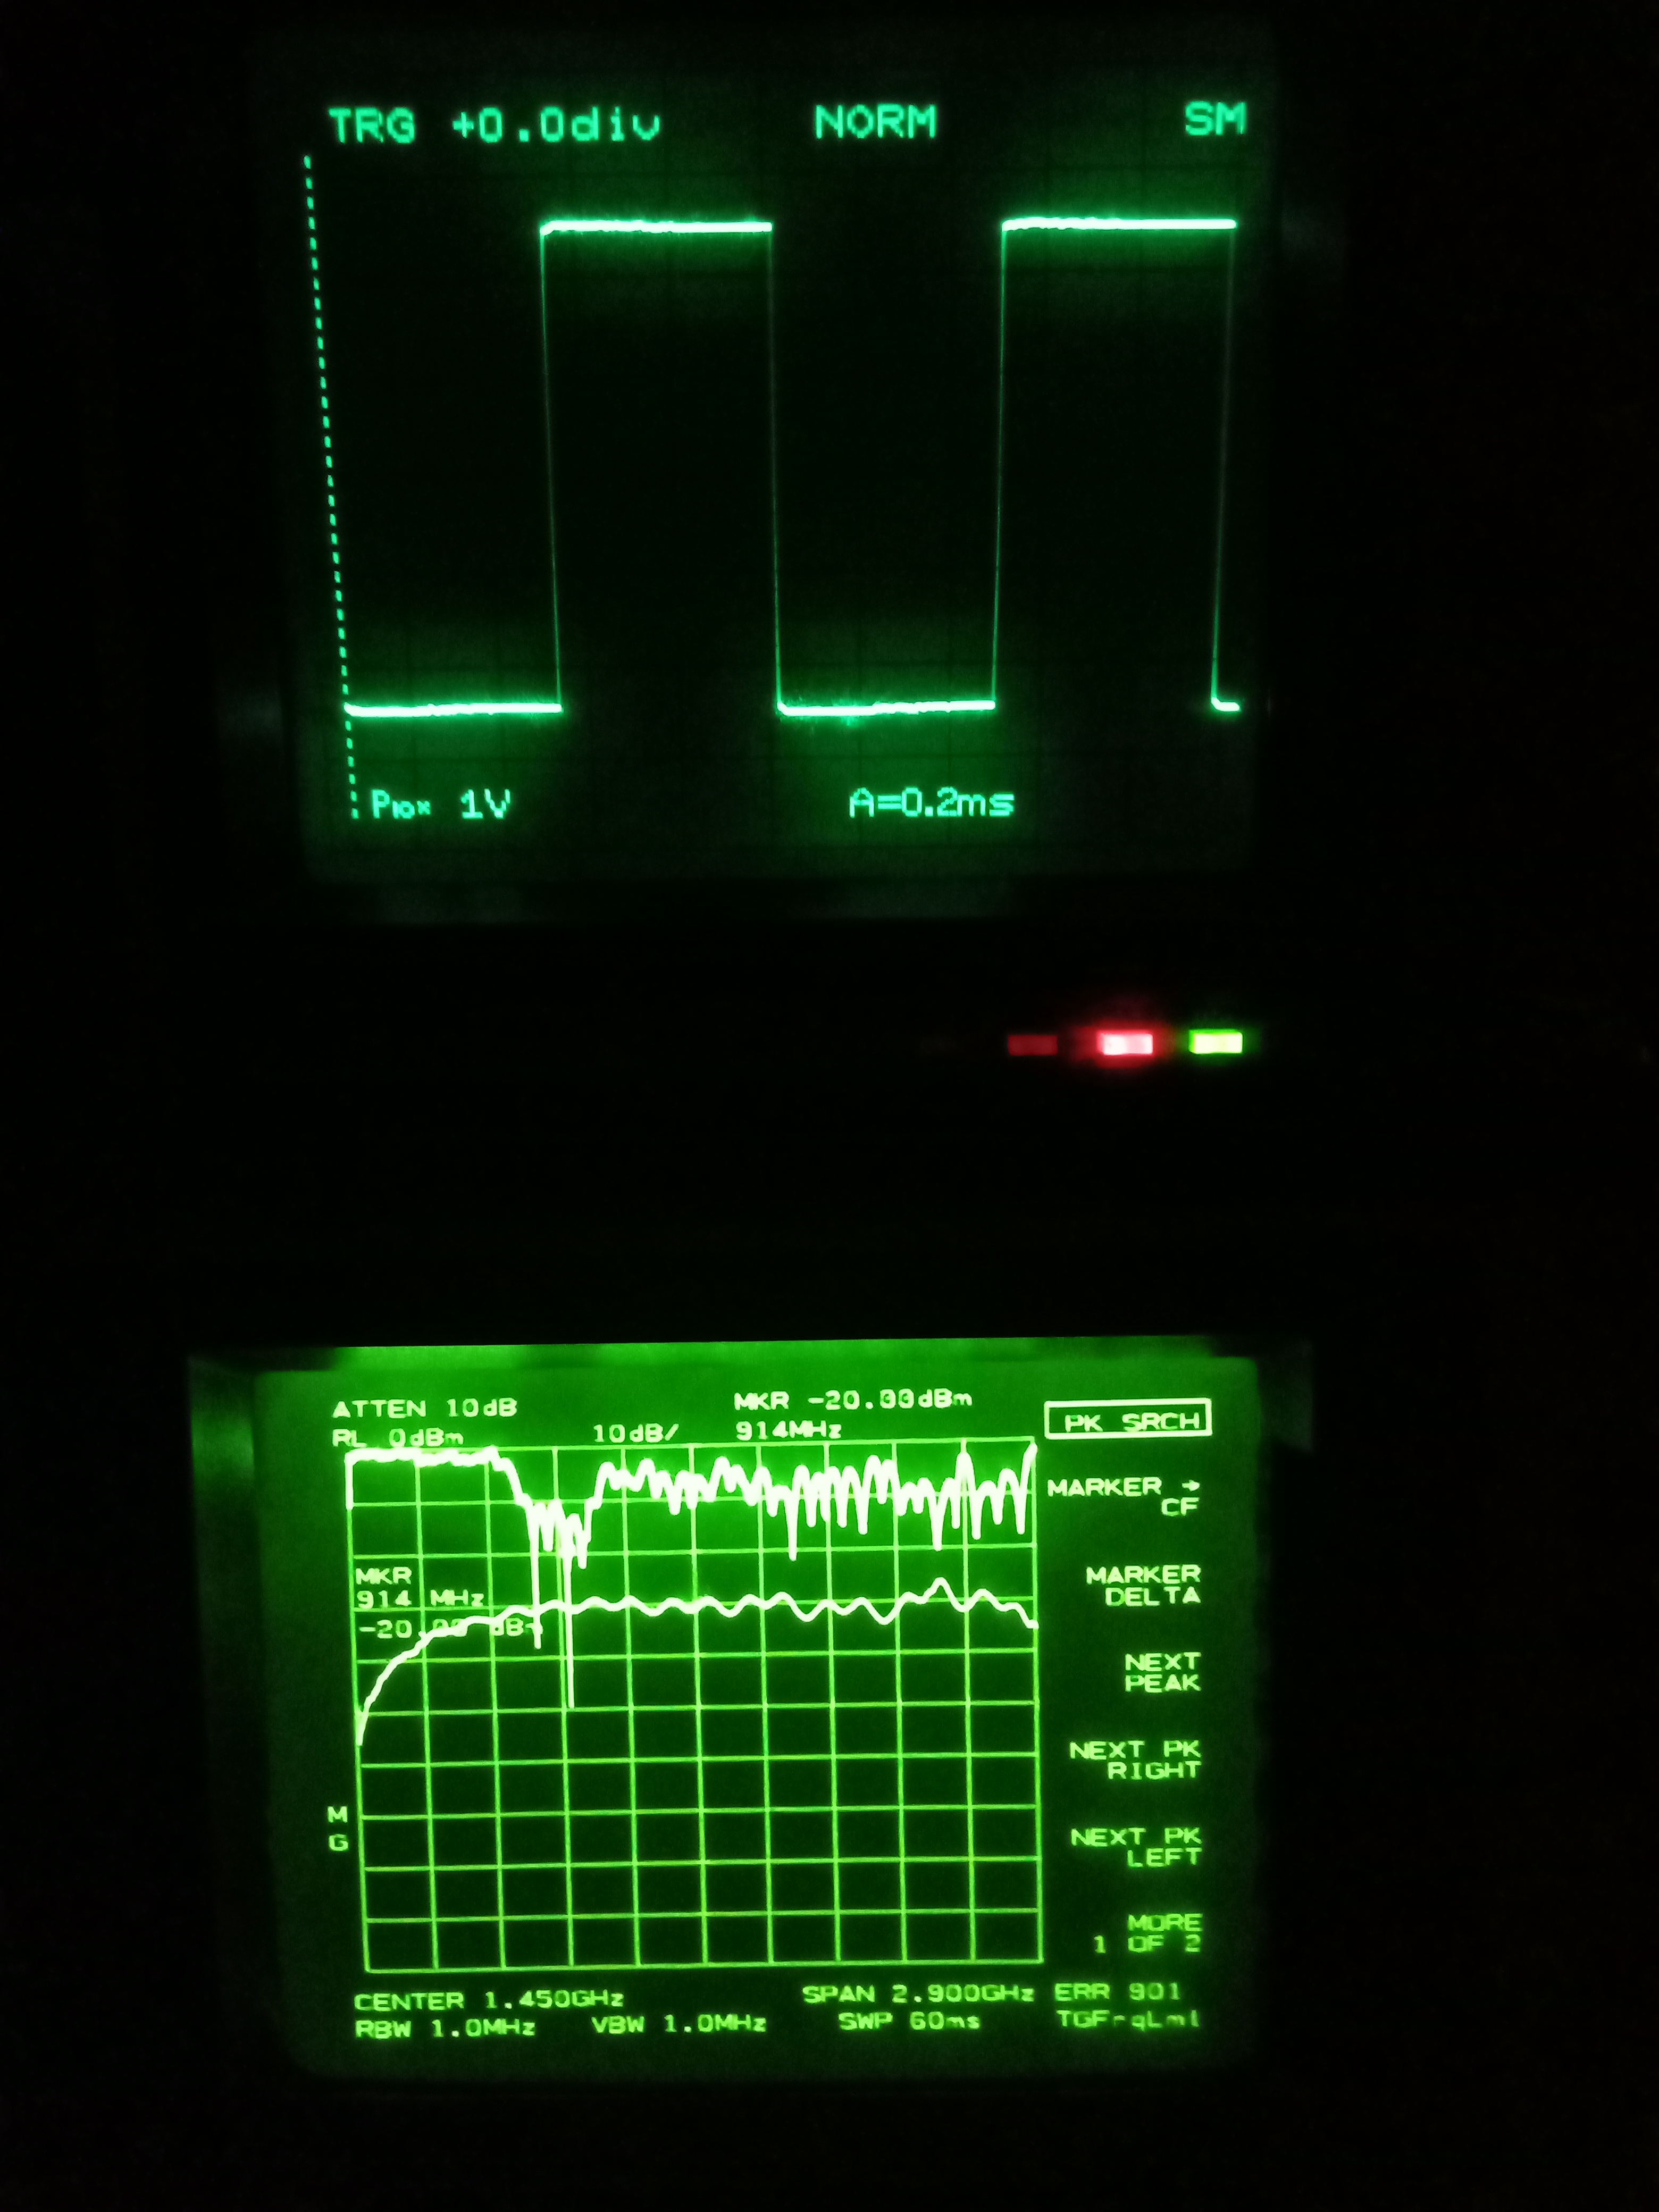 TRG +0.0div NORM SM
P10x 1V A=0.2ms
ATTEN 10dB MKR -20.00dBm
RL 0dBm 10dB/ 914MHz
PK SRCH
MARKER →
CF
MKR
914 MHz
-20.00 dBm
MARKER
DELTA
NEXT
PEAK
NEXT PK
RIGHT
M
G
NEXT PK
LEFT
MORE
1 OF 2
CENTER 1.450GHz SPAN 2.900GHz ERR 901
RBW 1.0MHz VBW 1.0MHz SWP 60ms TGFrqLmt